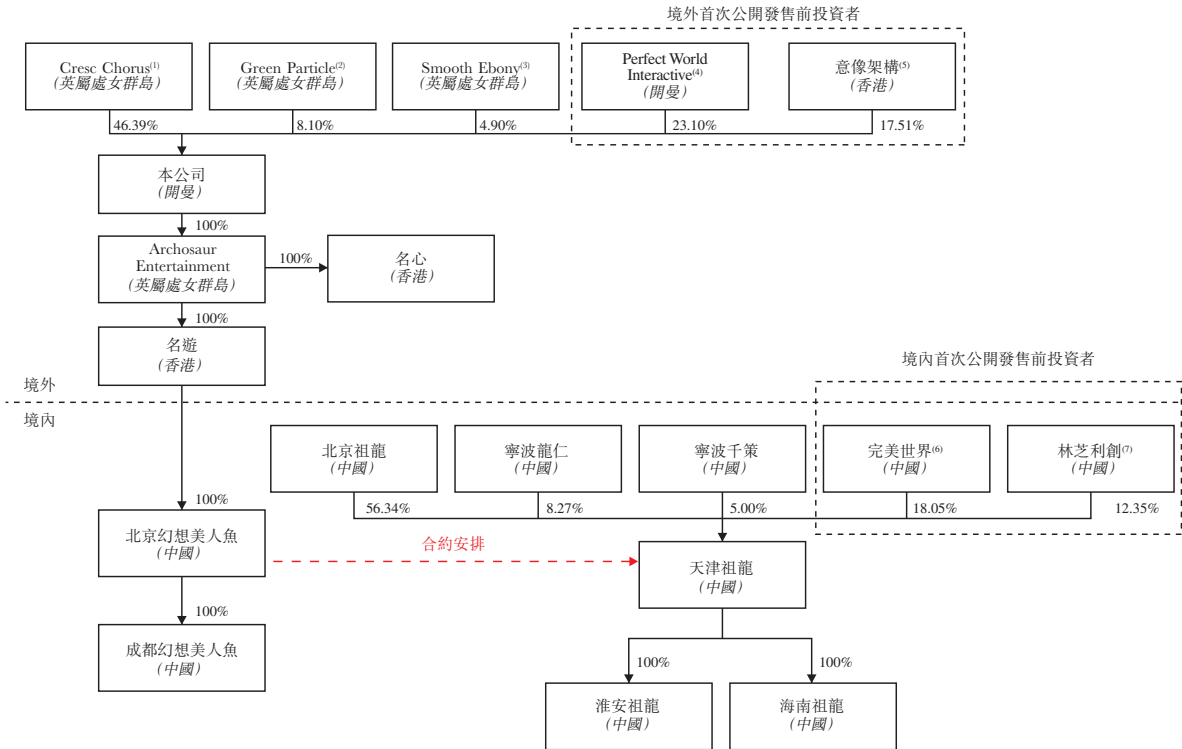 境外首次公開發售前投資者
Cresc Chorus(1)
(英屬處女群島)
Green Particle(2)
(英屬處女群島)
Smooth Ebony(3)
(英屬處女群島)
Perfect World
Interactive(4)
(開曼)
意像架構(5)
(香港)
46.39%
8.10%
4.90%
23.10%
17.51%
本公司
(開曼)
100%
Archosaur
Entertainment
(英屬處女群島)
100%
名心
(香港)
100%
名遊
(香港)
境外
境內
境內首次公開發售前投資者
北京祖龍
(中國)
寧波龍仁
(中國)
寧波千策
(中國)
完美世界(6)
(中國)
林芝利創(7)
(中國)
100%
56.34%
8.27%
5.00%
18.05%
12.35%
北京幻想美人魚
(中國)
合約安排
天津祖龍
(中國)
100%
成都幻想美人魚
(中國)
100%
100%
淮安祖龍
(中國)
海南祖龍
(中國)